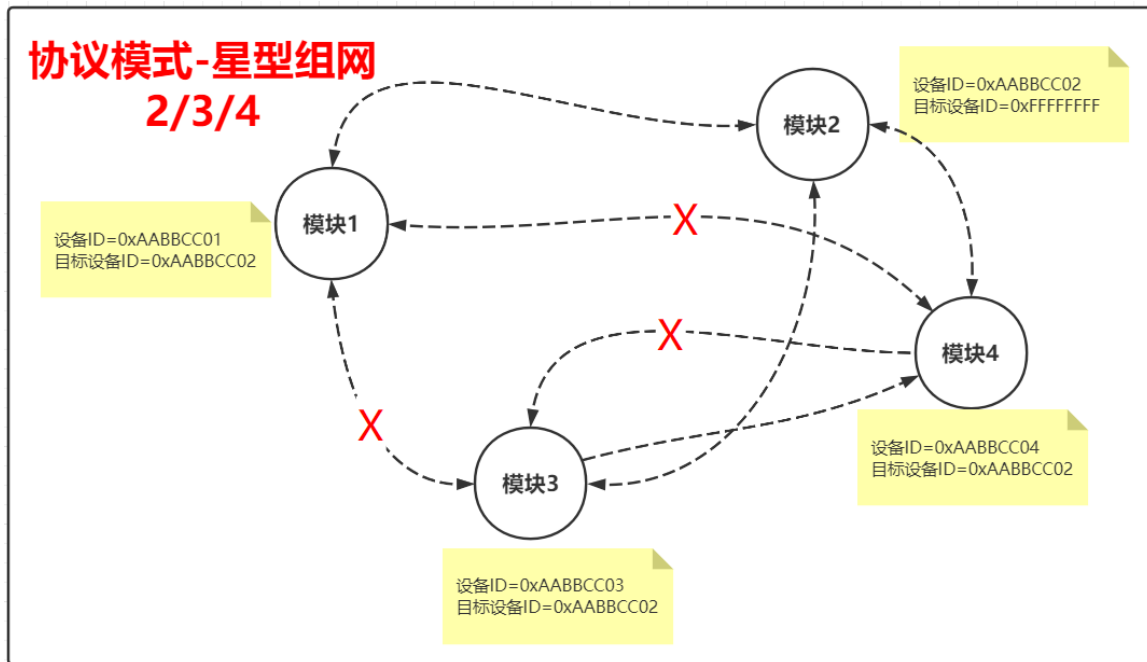 协议模式-星型组网
2/3/4
设备ID=0xAABBCC02
目标设备ID=0xFFFFFFFF
模块2
模块1
设备ID=0xAABBCC01
目标设备ID=0xAABBCC02
X
X
模块4
X
设备ID=0xAABBCC04
目标设备ID=0xAABBCC02
模块3
设备ID=0xAABBCC03
目标设备ID=0xAABBCC02